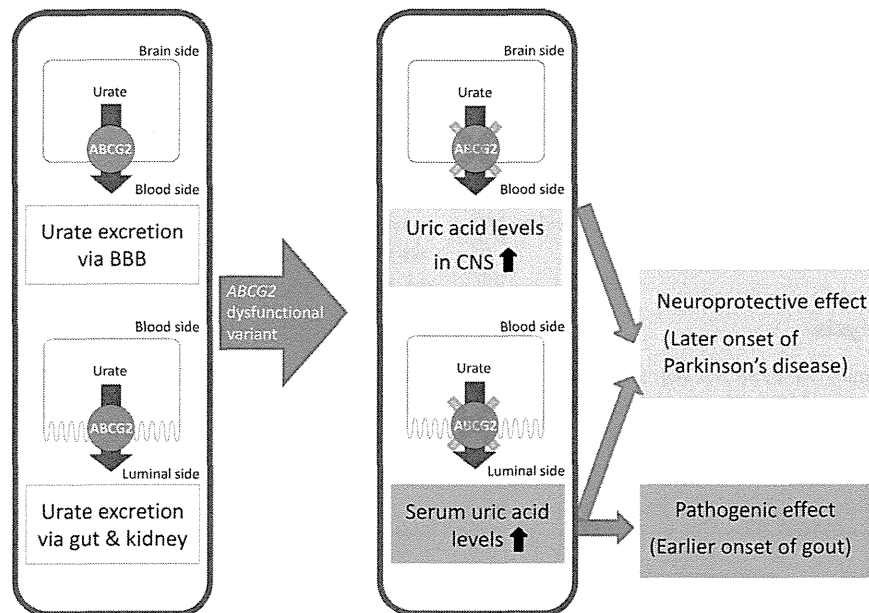 Brain side
Urate
ABCG2
Blood side
Urate excretion
via BBB
Blood side
Urate
ABCG2
Luminal side
Urate excretion
via gut & kidney
ABCG2
dysfunctional
variant
Brain side
Urate
ABCG2
Blood side
Uric acid levels
in CNS
Blood side
Urate
ABCG2
Luminal side
Serum uric acid
levels
Neuroprotective effect
(Later onset of
Parkinson's disease)
Pathogenic effect
(Earlier onset of gout)